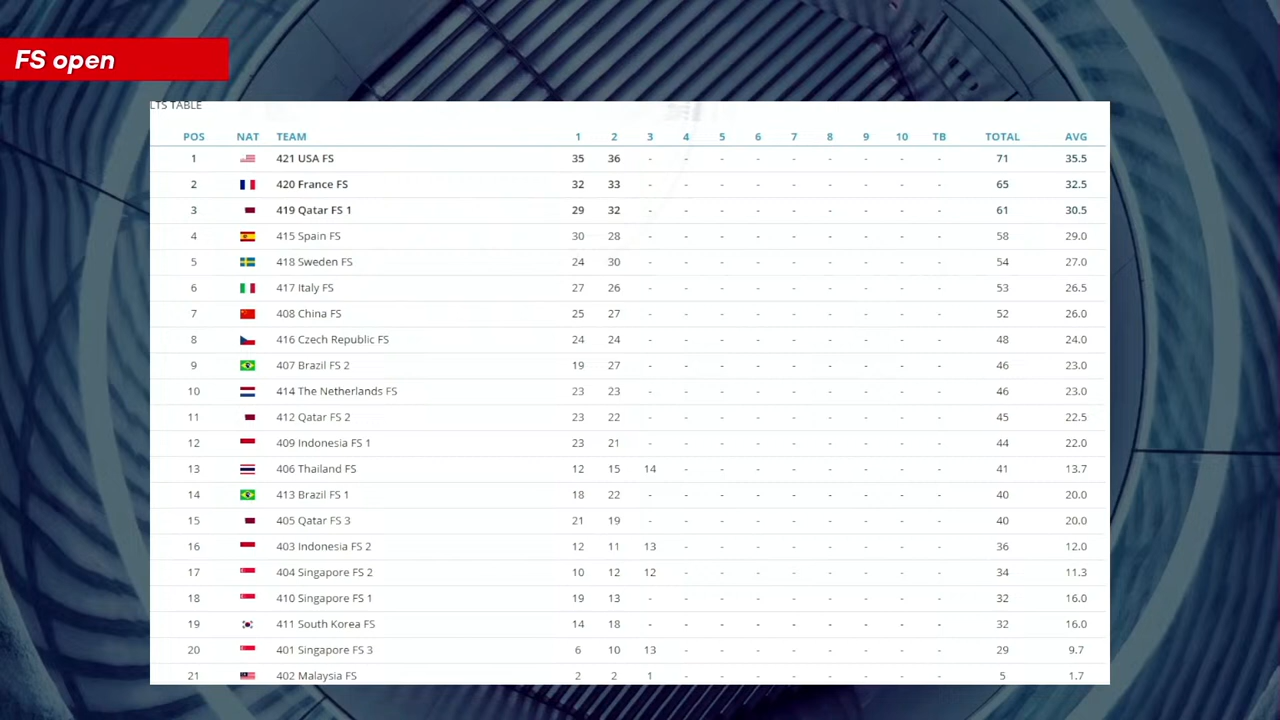 FS open
LTS TABLE
POS NAT TEAM 1 2 3 4 5 6 7 8 9 10 TB TOTAL AVG
1 421 USA FS 35 36 - - - - - - - - - 71 35.5
2 420 France FS 32 33 - - - - - - - - - 65 32.5
3 419 Qatar FS 1 29 32 - - - - - - - - - 61 30.5
4 415 Spain FS 30 28 - - - - - - - - - 58 29.0
5 418 Sweden FS 24 30 - - - - - - - - - 54 27.0
6 417 Italy FS 27 26 - - - - - - - - - 53 26.5
7 408 China FS 25 27 - - - - - - - - - 52 26.0
8 416 Czech Republic FS 24 24 - - - - - - - - - 48 24.0
9 407 Brazil FS 2 19 27 - - - - - - - - - 46 23.0
10 414 The Netherlands FS 23 23 - - - - - - - - - 46 23.0
11 412 Qatar FS 2 23 22 - - - - - - - - - 45 22.5
12 409 Indonesia FS 1 23 21 - - - - - - - - - 44 22.0
13 406 Thailand FS 12 15 14 - - - - - - - - 41 13.7
14 413 Brazil FS 1 18 22 - - - - - - - - - 40 20.0
15 405 Qatar FS 3 21 19 - - - - - - - - - 40 20.0
16 403 Indonesia FS 2 12 11 13 - - - - - - - - 36 12.0
17 404 Singapore FS 2 10 12 12 - - - - - - - - 34 11.3
18 410 Singapore FS 1 19 13 - - - - - - - - - 32 16.0
19 411 South Korea FS 14 18 - - - - - - - - - 32 16.0
20 401 Singapore FS 3 6 10 13 - - - - - - - - 29 9.7
21 402 Malaysia FS 2 2 1 - - - - - - - - 5 1.7